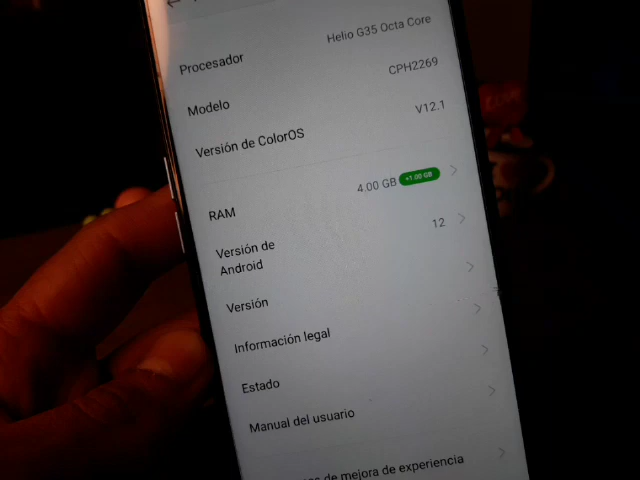 Procesador Helio G35 Octa Core
Modelo CPH2269
Versión de ColorOS V12.1
RAM 4.00 GB +1.00 GB
Versión de
Android 12
Versión
Información legal
Estado
Manual del usuario
de mejora de experiencia